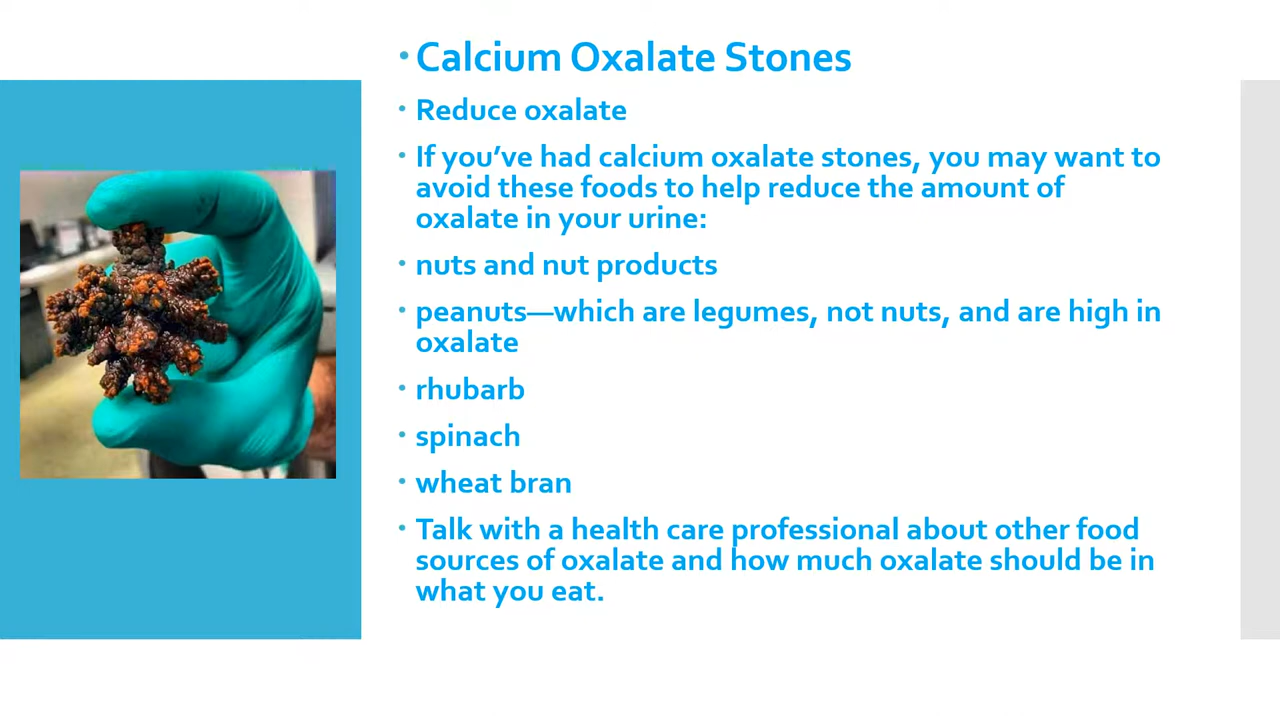 • Calcium Oxalate Stones
• Reduce oxalate
• If you’ve had calcium oxalate stones, you may want to
avoid these foods to help reduce the amount of
oxalate in your urine:
• nuts and nut products
• peanuts—which are legumes, not nuts, and are high in
oxalate
• rhubarb
• spinach
• wheat bran
• Talk with a health care professional about other food
sources of oxalate and how much oxalate should be in
what you eat.